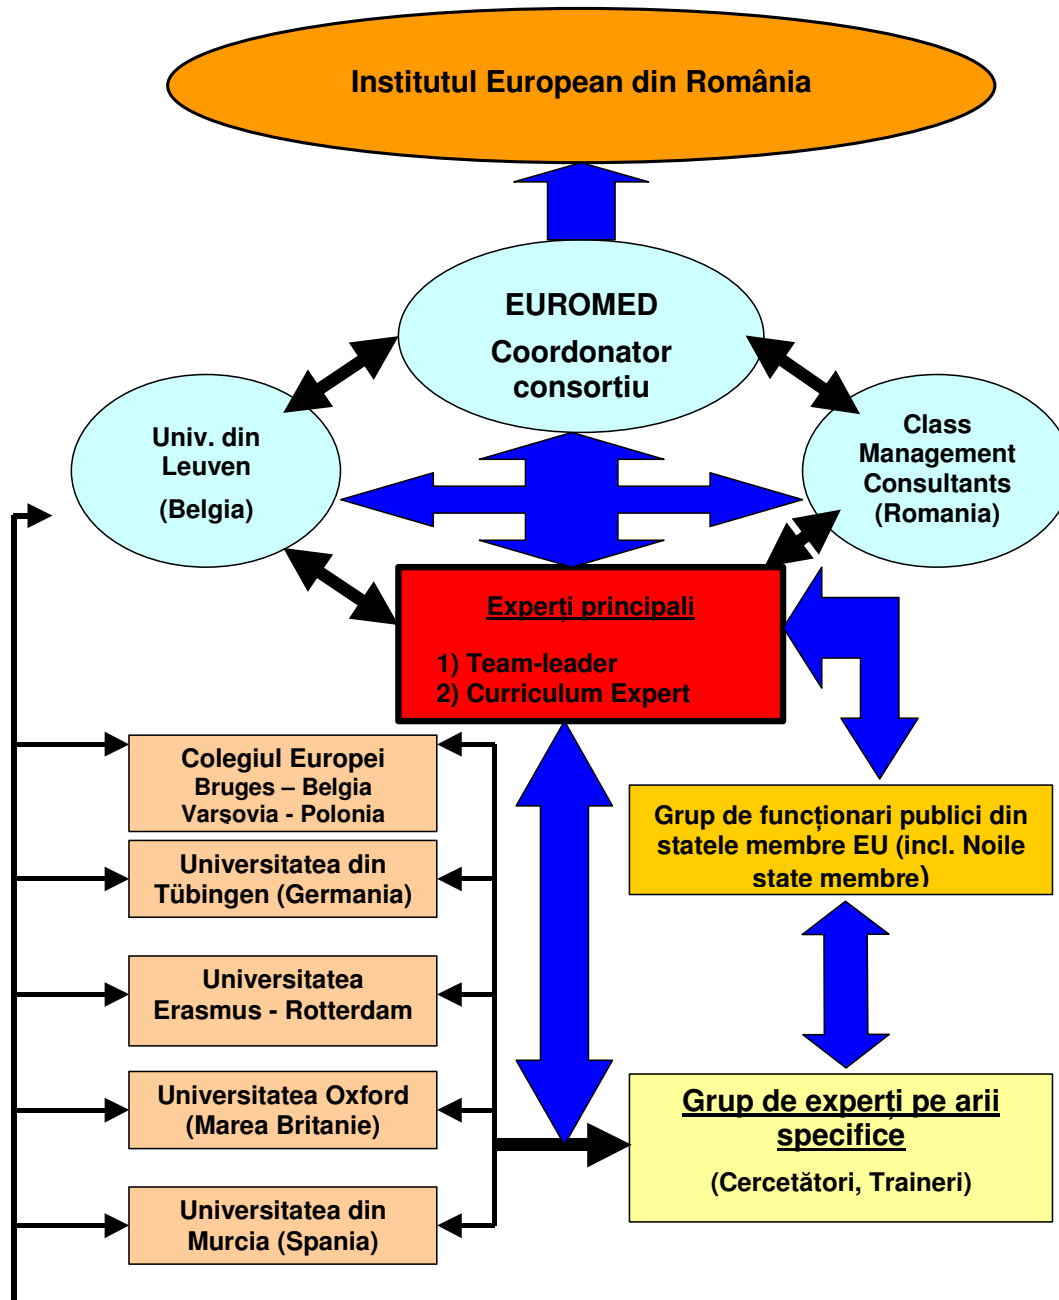 Institutul European din România
EUROMED
Coordonator
consortiu
Univ. din
Leuven
(Belgia)
Class
Management
Consultants
(Romania)
Experți principali
1) Team-leader
2) Curriculum Expert
Colegiul Europei
Bruges – Belgia
Varşovia - Polonia
Universitatea din
Tübingen (Germania)
Universitatea
Erasmus - Rotterdam
Universitatea Oxford
(Marea Britanie)
Universitatea din
Murcia (Spania)
Grup de funcționari publici din
statele membre EU (incl. Noile
state membre)
Grup de experți pe arii
specifice
(Cercetători, Traineri)